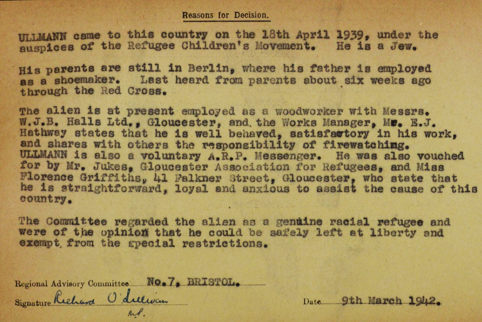 Reasons for Decision.
ULLMANN came to this country on the 18th April 1939, under the
auspices of the Refugee Children's Movement. He is a Jew.
His parents are still in Berlin, where his father is employed
as a shoemaker. Last heard from parents about six weeks ago
through the Red Cross.
The alien is at present employed as a woodworker with Messrs.
W.J.B. Halls Ltd., Gloucester, and the Works Manager, Mr. E.J.
Hathway states that he is well behaved, satisfactory in his work,
and shares with others the responsibility of firewatching.
ULLMANN is also a voluntary A.R.P. Messenger. He was also vouched
for by Mr. Jukes, Gloucester Association for Refugees, and Miss
Florence Griffiths, 41 Falkner Street, Gloucester, who state that
he is straightforward, loyal and anxious to assist the cause of this
country.
The Committee regarded the alien as a genuine racial refugee and
were of the opinion that he could be safely left at liberty and
exempt from the special restrictions.
Regional Advisory Committee No.7, BRISTOL.
Signature Richard O'Sullivan Date 9th March 1942.